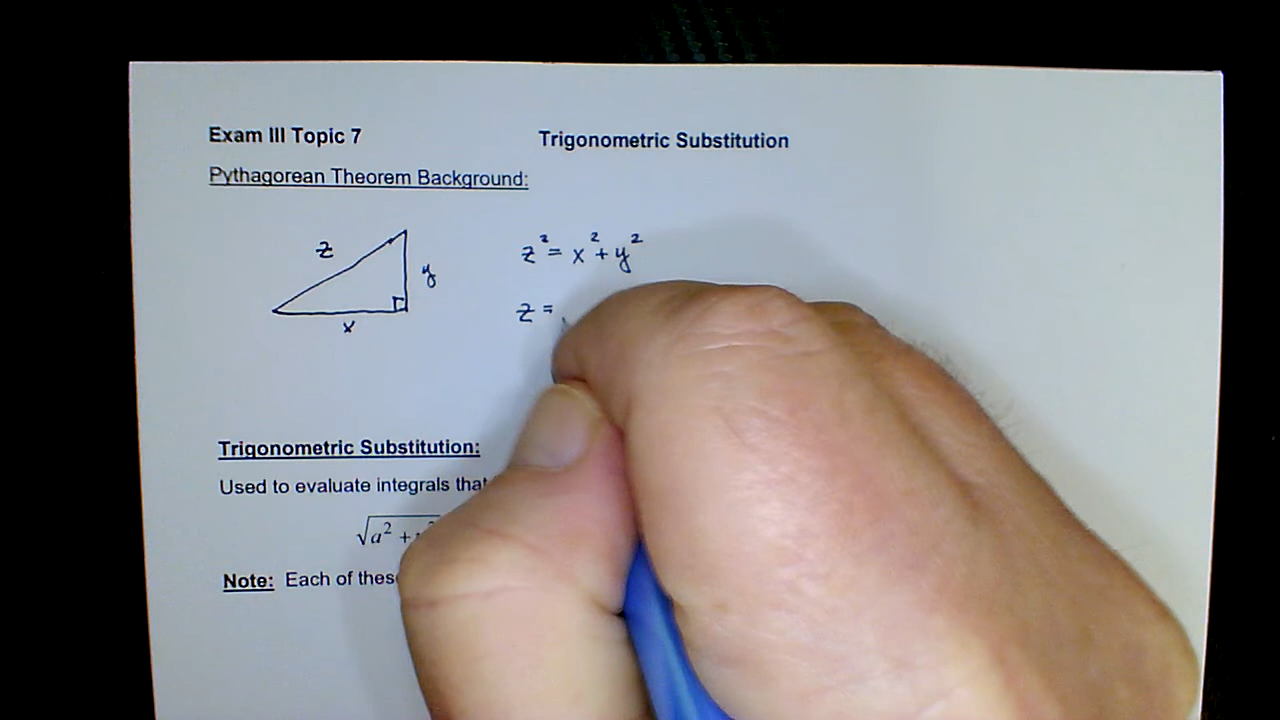 Exam III Topic 7 Trigonometric Substitution
Pythagorean Theorem Background:
z z² = x² + y²
y
z =
x
Trigonometric Substitution:
Used to evaluate integrals that
√a² +
Note: Each of these